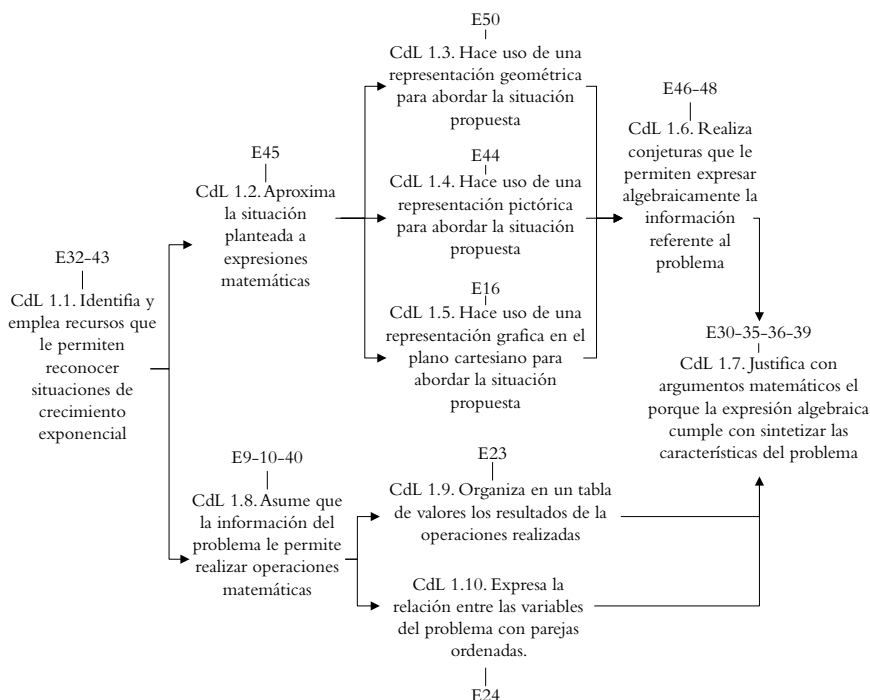 E50
CdL 1.3. Hace uso de una
representación geométrica
para abordar la situación
propuesta
E46-48
CdL 1.6. Realiza
conjeturas que le
permiten expresar
algebraicamente la
información
referente al
problema
E45
CdL 1.2. Aproxima
la situación
planteada a
expresiones
matemáticas
E44
CdL 1.4. Hace uso de una
representación pictórica
para abordar la situación
propuesta
E32-43
CdL 1.1. Identifia y
emplea recursos que
le permiten
reconocer
situaciones de
crecimiento
exponencial
E16
CdL 1.5. Hace uso de una
representación grafica en el
plano cartesiano para
abordar la situación
propuesta
E30-35-36-39
CdL 1.7. Justifica con
argumentos matemáticos el
porque la expresión algebraica
cumple con sintetizar las
características del problema
E9-10-40
CdL 1.8. Asume que
la información del
problema le permite
realizar operaciones
matemáticas
E23
CdL 1.9. Organiza en un tabla
de valores los resultados de la
operaciones realizadas
CdL 1.10. Expresa la
relación entre las variables
del problema con parejas
ordenadas.
E24